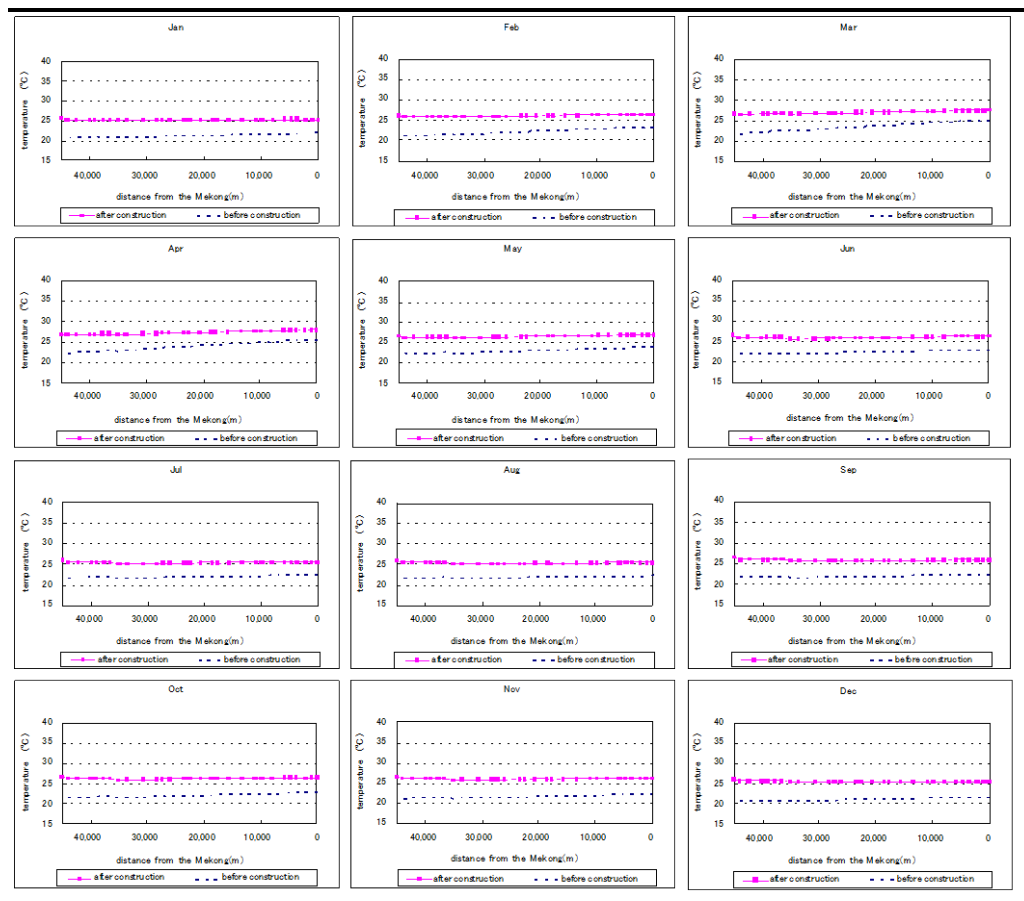 Jan
temperature (℃)
40
35
30
25
20
15
40,000 30,000 20,000 10,000 0
distance from the Mekong(m)
after construction before construction
Feb
temperature (℃)
40
35
30
25
20
15
40,000 30,000 20,000 10,000 0
distance from the Mekong(m)
after construction before construction
Mar
temperature (℃)
40
35
30
25
20
15
40,000 30,000 20,000 10,000 0
distance from the Mekong(m)
after construction before construction
Apr
temperature (℃)
40
35
30
25
20
15
40,000 30,000 20,000 10,000 0
distance from the Mekong(m)
after construction before construction
May
temperature (℃)
40
35
30
25
20
15
40,000 30,000 20,000 10,000 0
distance from the Mekong(m)
after construction before construction
Jun
temperature (℃)
40
35
30
25
20
15
40,000 30,000 20,000 10,000 0
distance from the Mekong(m)
after construction before construction
Jul
temperature (℃)
40
35
30
25
20
15
40,000 30,000 20,000 10,000 0
distance from the Mekong(m)
after construction before construction
Aug
temperature (℃)
40
35
30
25
20
15
40,000 30,000 20,000 10,000 0
distance from the Mekong(m)
after construction before construction
Sep
temperature (℃)
40
35
30
25
20
15
40,000 30,000 20,000 10,000 0
distance from the Mekong(m)
after construction before construction
Oct
temperature (℃)
40
35
30
25
20
15
40,000 30,000 20,000 10,000 0
distance from the Mekong(m)
after construction before construction
Nov
temperature (℃)
40
35
30
25
20
15
40,000 30,000 20,000 10,000 0
distance from the Mekong(m)
after construction before construction
Dec
temperature (℃)
40
35
30
25
20
15
40,000 30,000 20,000 10,000 0
distance from the Mekong(m)
after construction before construction